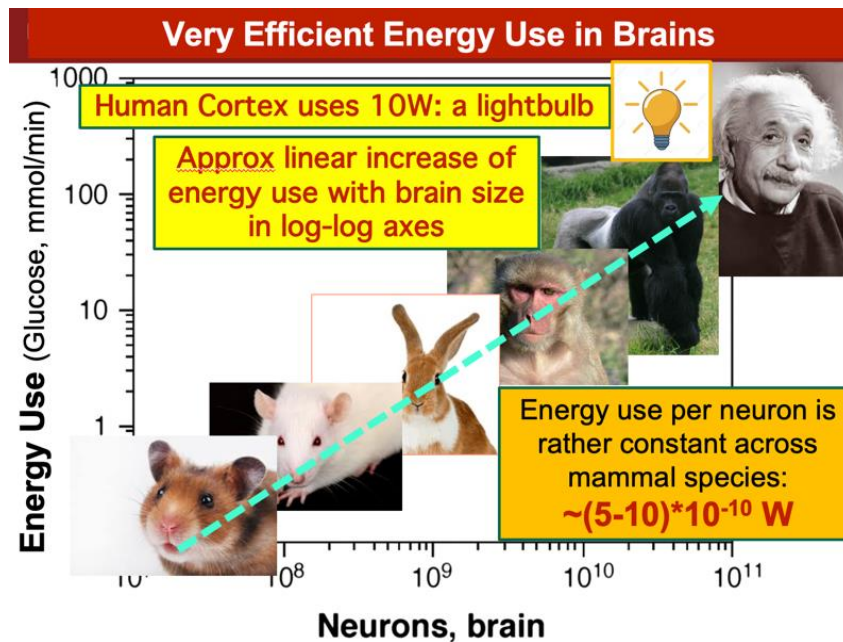 Very Efficient Energy Use in Brains
1000
Human Cortex uses 10W: a lightbulb
Approx linear increase of
energy use with brain size
in log-log axes
100
10
1
Energy Use (Glucose, mmol/min)
Energy use per neuron is
rather constant across
mammal species:
~(5-10)*10⁻¹⁰ W
10⁸
10⁹
10¹⁰
10¹¹
Neurons, brain